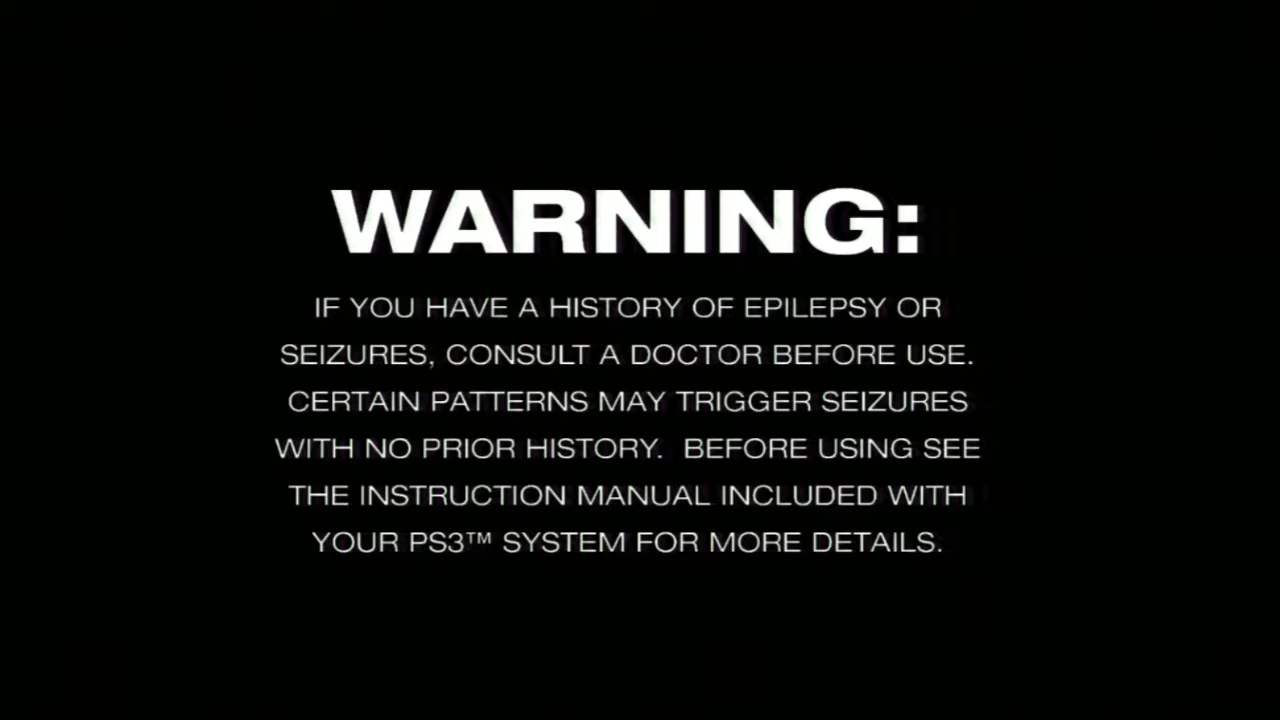 WARNING:
IF YOU HAVE A HISTORY OF EPILEPSY OR
SEIZURES, CONSULT A DOCTOR BEFORE USE.
CERTAIN PATTERNS MAY TRIGGER SEIZURES
WITH NO PRIOR HISTORY.  BEFORE USING SEE
THE INSTRUCTION MANUAL INCLUDED WITH
YOUR PS3™ SYSTEM FOR MORE DETAILS.